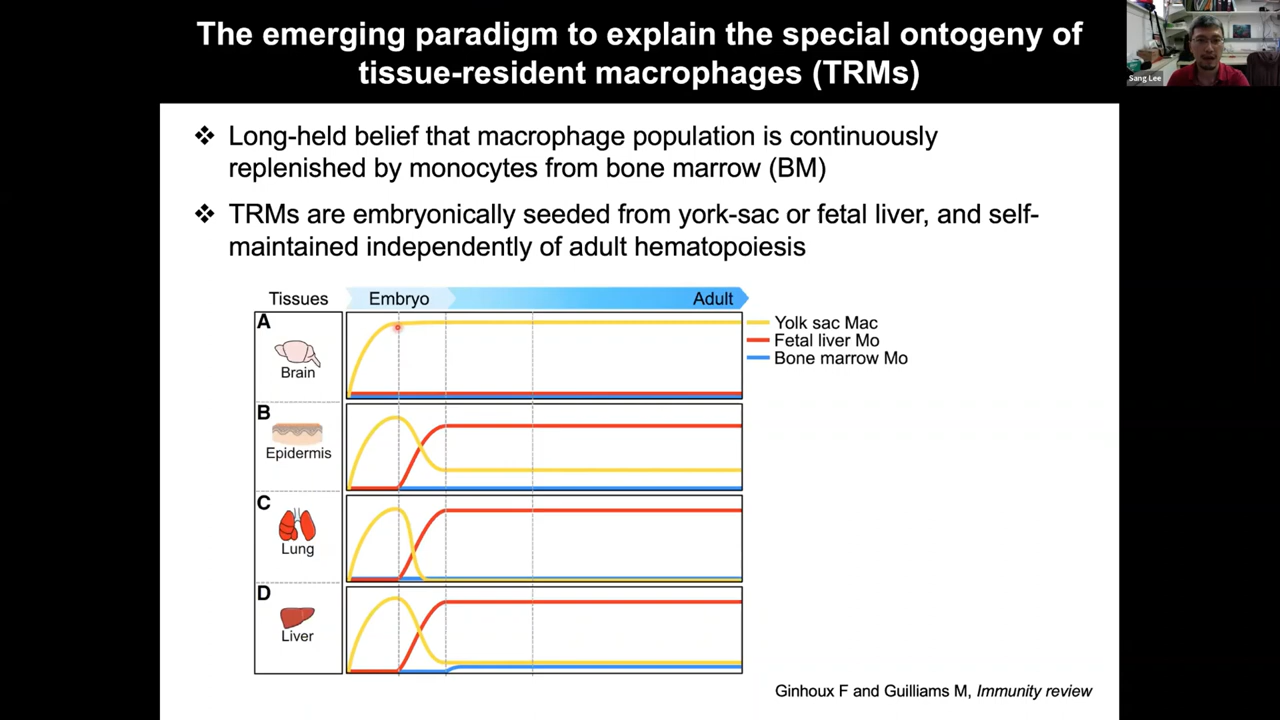 The emerging paradigm to explain the special ontogeny of
tissue-resident macrophages (TRMs)
Sang Lee
❖ Long-held belief that macrophage population is continuously
replenished by monocytes from bone marrow (BM)
❖ TRMs are embryonically seeded from york-sac or fetal liver, and self-
maintained independently of adult hematopoiesis
Tissues
Embryo
Adult
A
Brain
Yolk sac Mac
Fetal liver Mo
Bone marrow Mo
B
Epidermis
C
Lung
D
Liver
Ginhoux F and Guilliams M, Immunity review